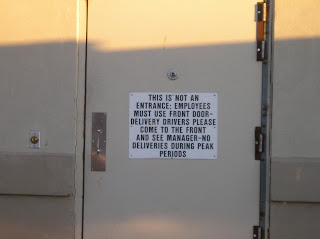 THIS IS NOT AN
ENTRANCE: EMPLOYEES
MUST USE FRONT DOOR-
DELIVERY DRIVERS PLEASE
COME TO THE FRONT
AND SEE MANAGER-NO
DELIVERIES DURING PEAK
PERIODS